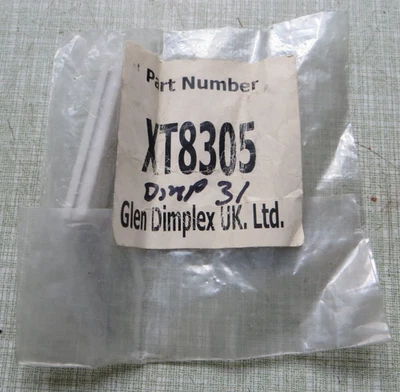 Part Number
XT8305
Dimp 31
Glen Dimplex UK. Ltd.